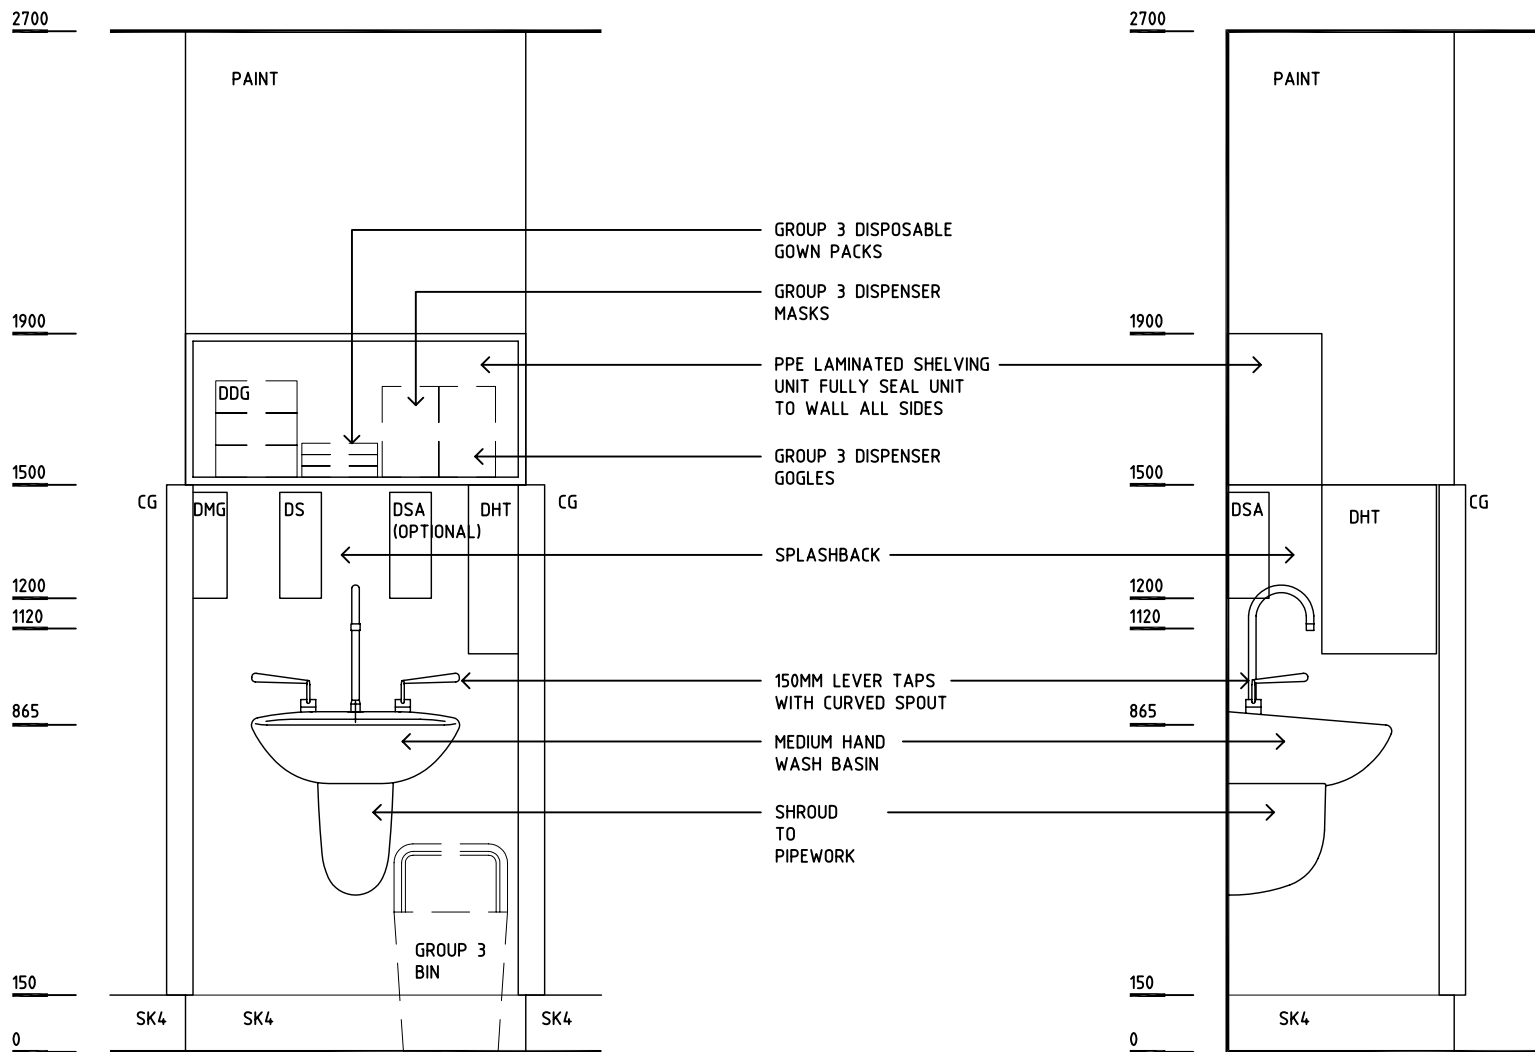 2700
PAINT
1900
DDG
1500
CG
DMG
DS
DSA
(OPTIONAL)
DHT
CG
1200
1120
865
GROUP 3
BIN
150
SK4
SK4
SK4
0
GROUP 3 DISPOSABLE
GOWN PACKS
GROUP 3 DISPENSER
MASKS
PPE LAMINATED SHELVING
UNIT FULLY SEAL UNIT
TO WALL ALL SIDES
GROUP 3 DISPENSER
GOGLES
SPLASHBACK
150MM LEVER TAPS
WITH CURVED SPOUT
MEDIUM HAND
WASH BASIN
SHROUD
TO
PIPEWORK
2700
PAINT
1900
1500
DSA
DHT
CG
1200
1120
865
150
SK4
0